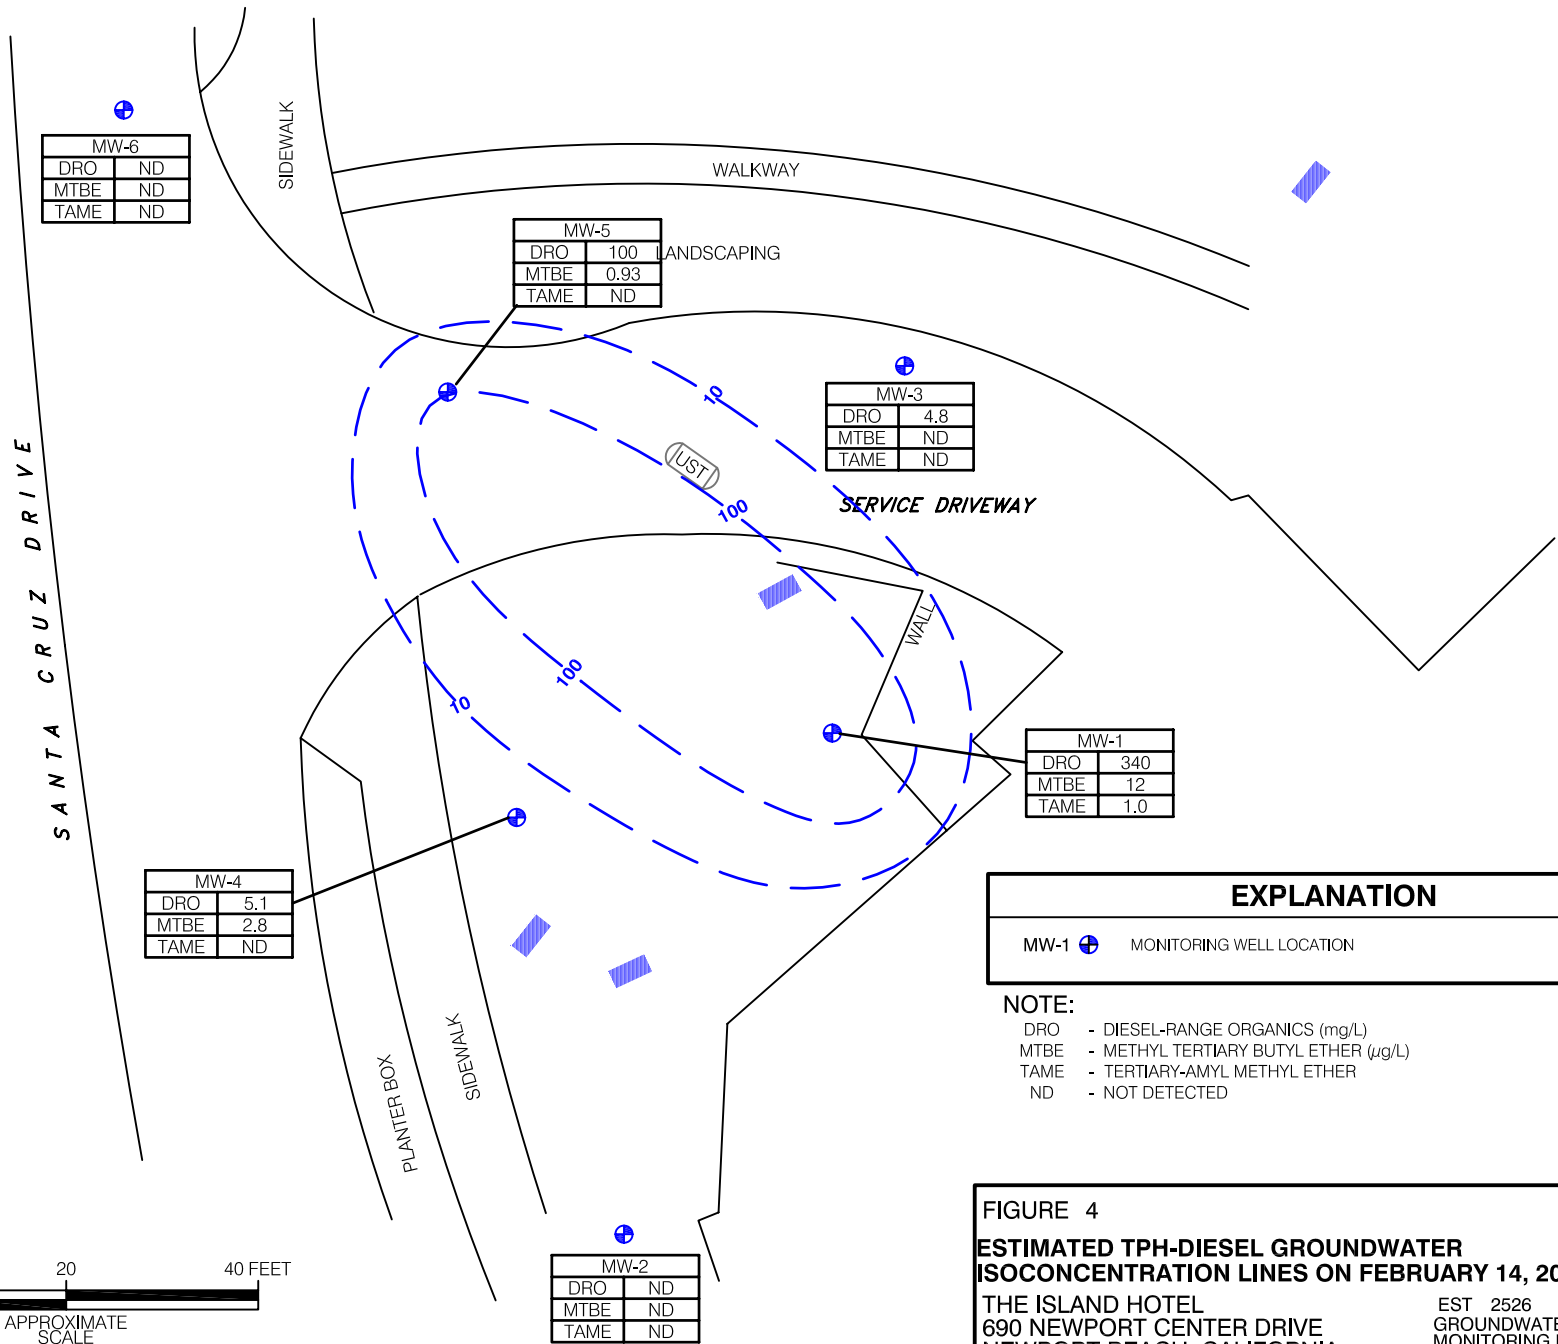 SIDEWALK
MW-6
DRO ND
MTBE ND
TAME ND
WALKWAY
MW-5
DRO 100
MTBE 0.93
TAME ND
LANDSCAPING
10
MW-3
DRO 4.8
MTBE ND
TAME ND
UST
100
SERVICE DRIVEWAY
SANTA CRUZ DRIVE
WALL
100
10
MW-1
DRO 340
MTBE 12
TAME 1.0
MW-4
DRO 5.1
MTBE 2.8
TAME ND
EXPLANATION
MW-1 MONITORING WELL LOCATION
NOTE:
DRO - DIESEL-RANGE ORGANICS (mg/L)
MTBE - METHYL TERTIARY BUTYL ETHER (µg/L)
TAME - TERTIARY-AMYL METHYL ETHER
ND - NOT DETECTED
PLANTER BOX
SIDEWALK
MW-2
DRO ND
MTBE ND
TAME ND
20 40 FEET
APPROXIMATE
SCALE
FIGURE 4
ESTIMATED TPH-DIESEL GROUNDWATER
ISOCONCENTRATION LINES ON FEBRUARY 14, 20
THE ISLAND HOTEL
690 NEWPORT CENTER DRIVE
NEWPORT BEACH, CALIFORNIA
EST 2526
GROUNDWATE
MONITORING